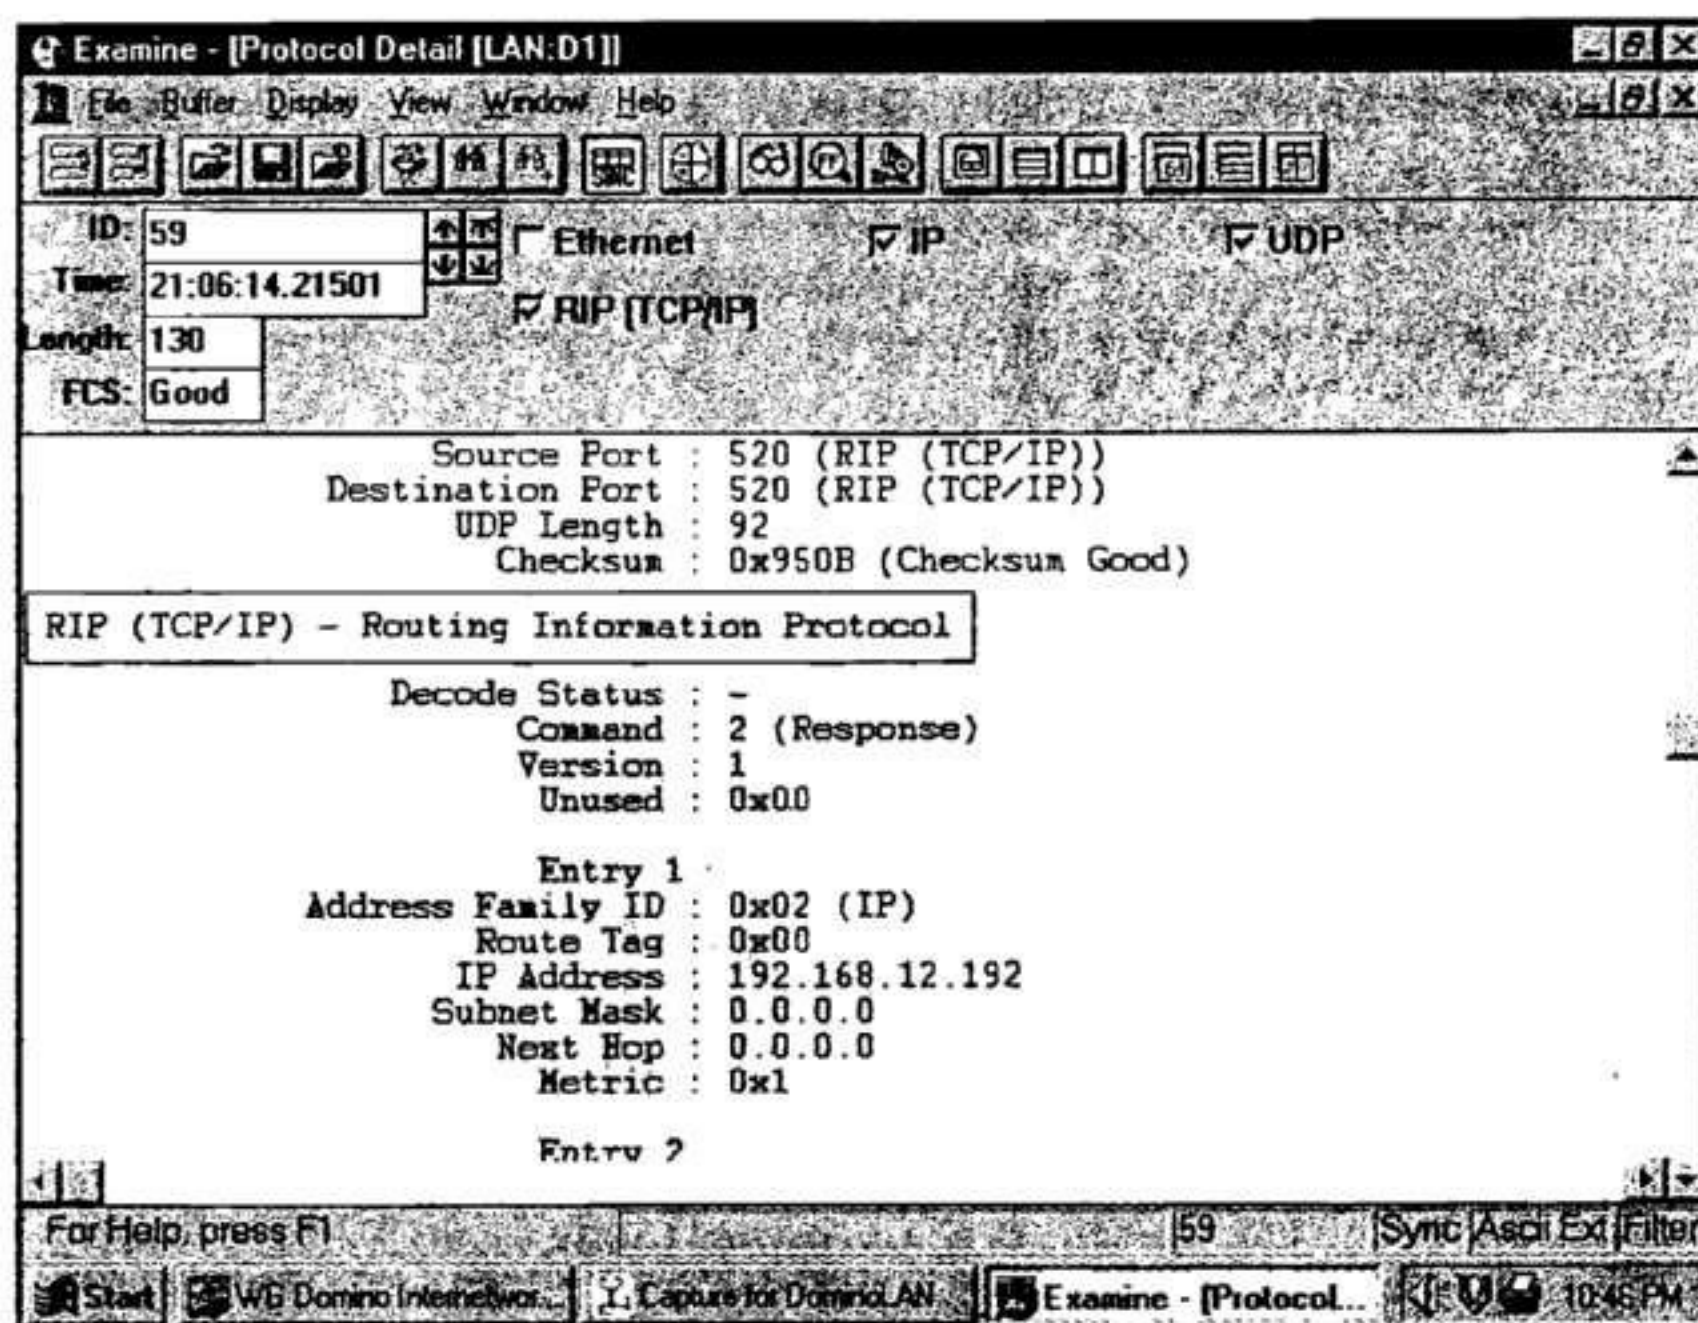 Examine - [Protocol Detail [LAN:D1]]
File Buffer Display View Window Help
ID: 59
Ethernet IP UDP
Time: 21:06:14.21501
RIP (TCP/IP)
Length: 130
FCS: Good
Source Port : 520 (RIP (TCP/IP))
Destination Port : 520 (RIP (TCP/IP))
UDP Length : 92
Checksum : 0x950B (Checksum Good)
RIP (TCP/IP) - Routing Information Protocol
Decode Status : -
Command : 2 (Response)
Version : 1
Unused : 0x00
Entry 1
Address Family ID : 0x02 (IP)
Route Tag : 0x00
IP Address : 192.168.12.192
Subnet Mask : 0.0.0.0
Next Hop : 0.0.0.0
Metric : 0x1
Entry 2
For Help, press F1 59 Sync Ascii Ext Filter
Start WG Domino Internetwor... Capture for DominoLAN Examine - [Protocol... 10:46 PM